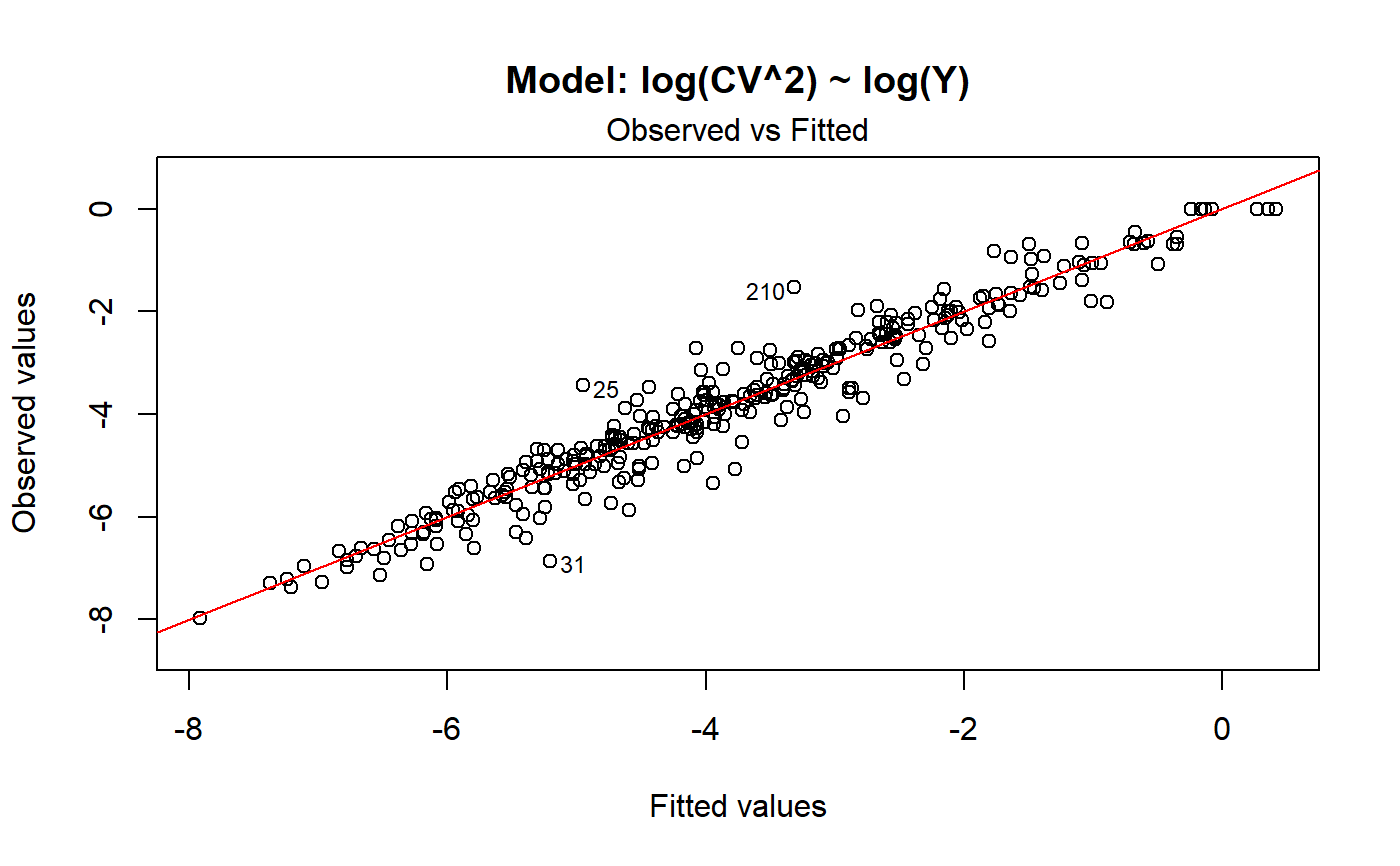 Model: log(CV^2) ~ log(Y)
Observed vs Fitted
Observed values
0
-2
-4
-6
-8
210
25
31
-8 -6 -4 -2 0
Fitted values